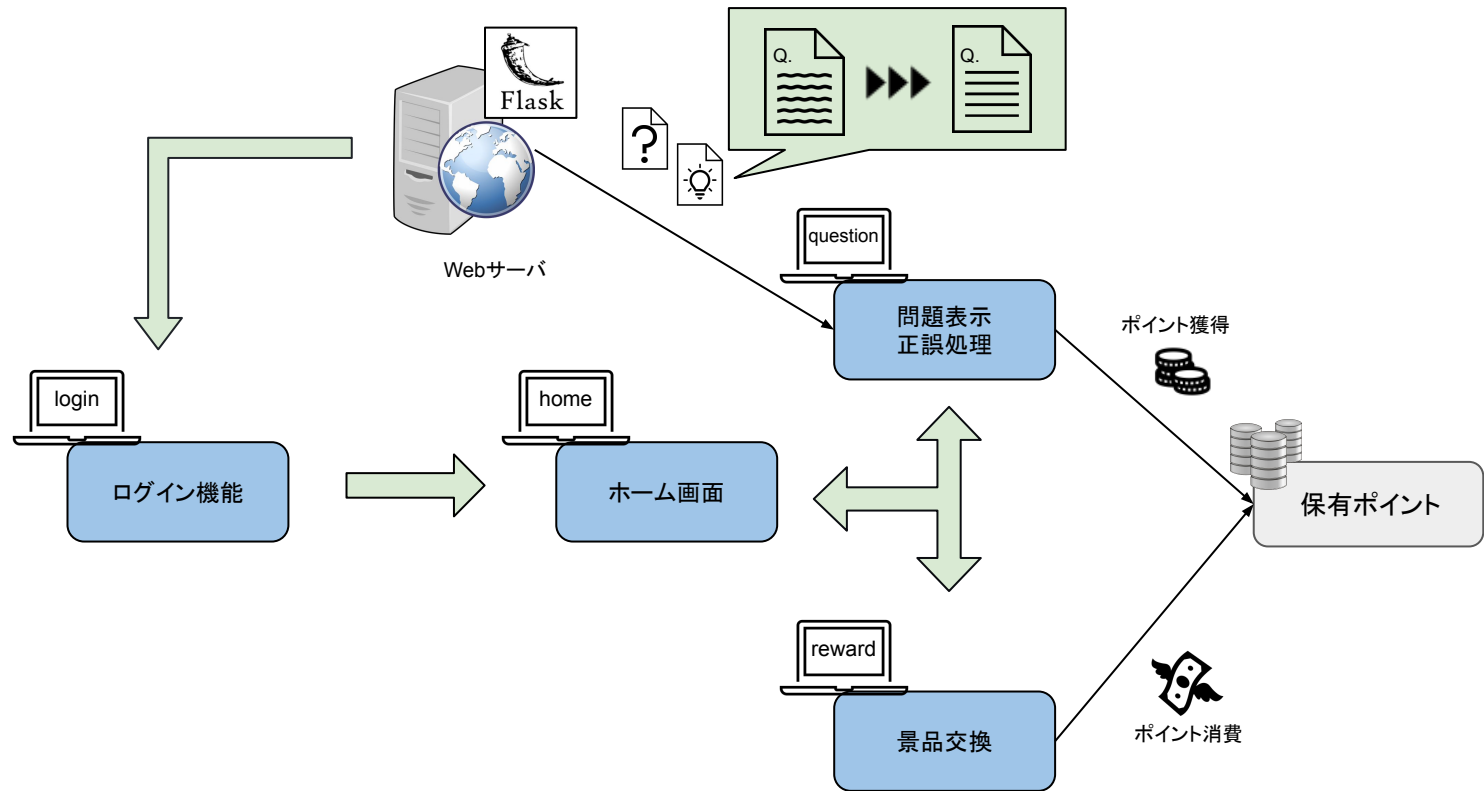 Flask
Q.
Q.
Webサーバ
question
問題表示
正誤処理
ポイント獲得
login
ログイン機能
home
ホーム画面
保有ポイント
reward
景品交換
ポイント消費